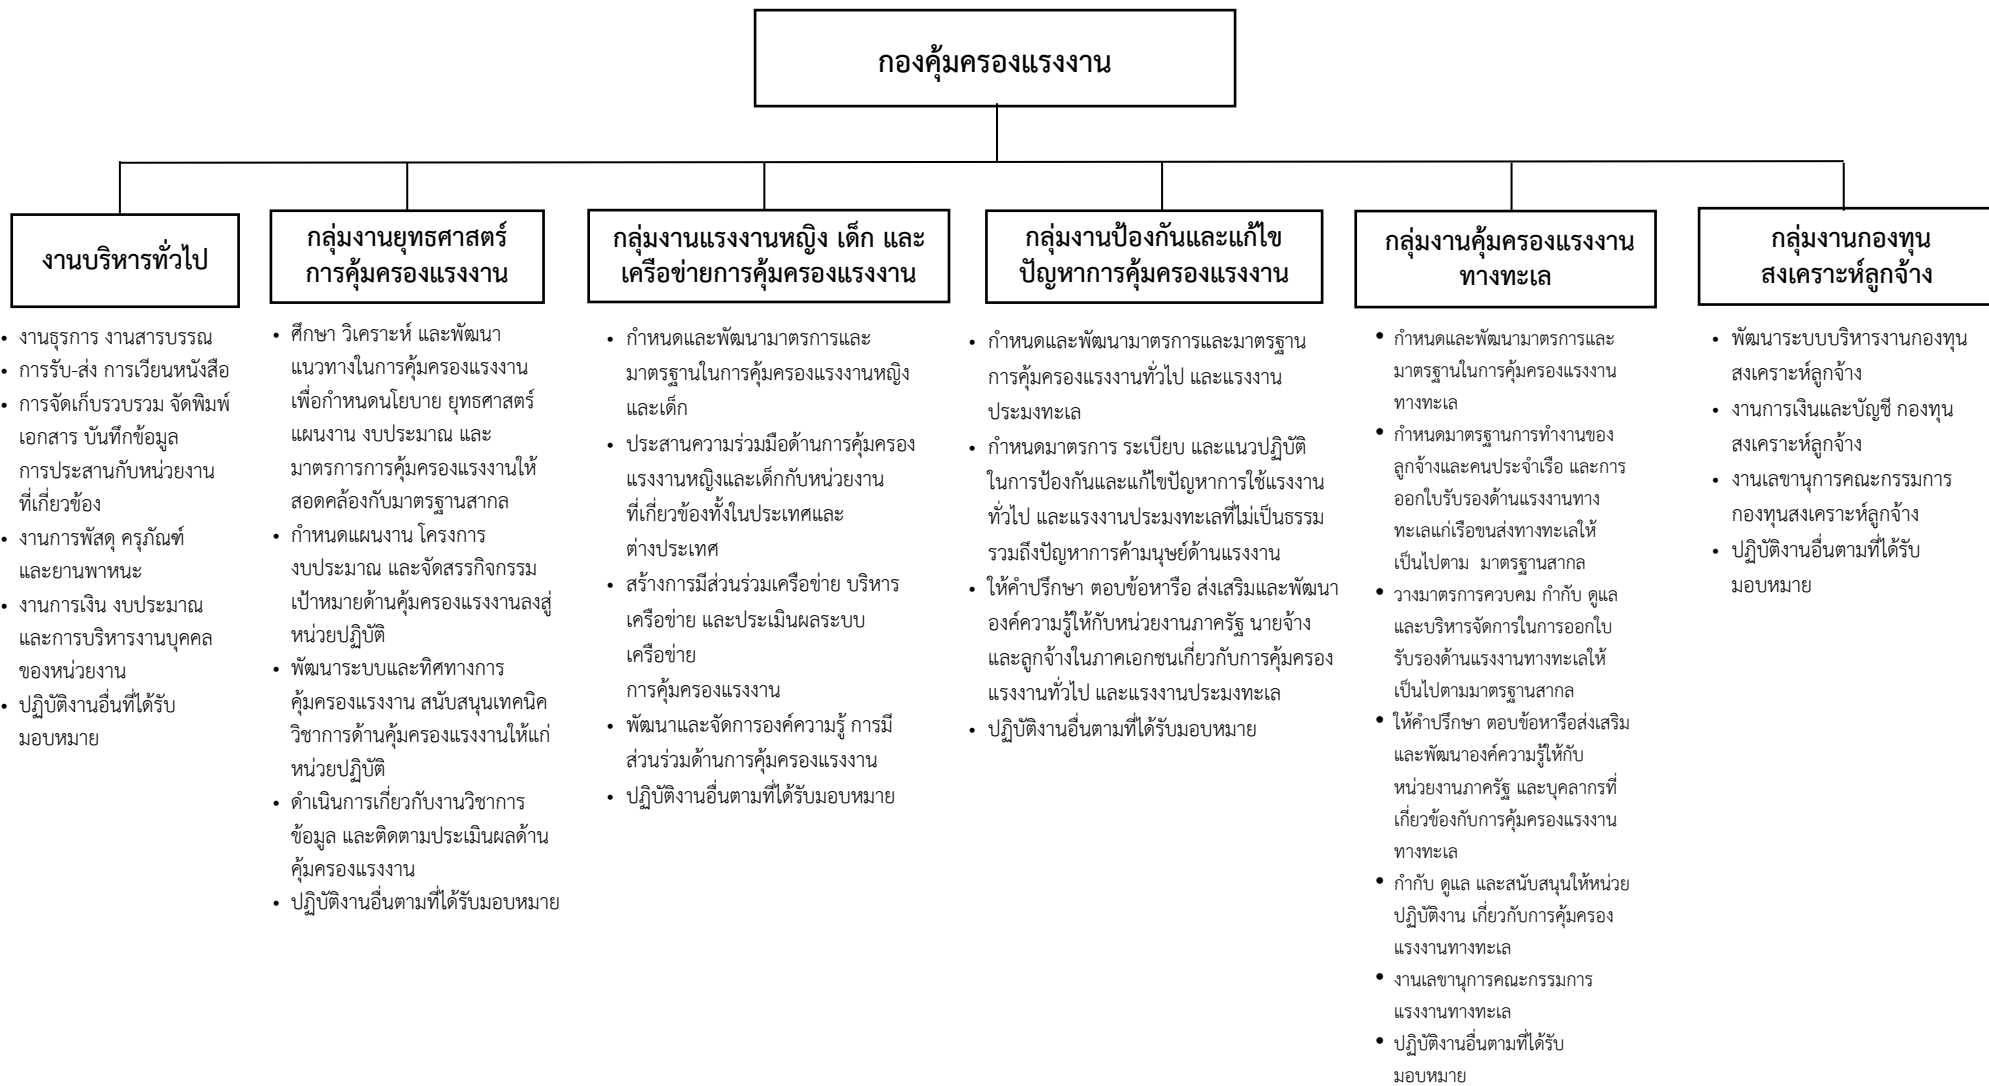 กองคุ้มครองแรงงาน
งานบริหารทั่วไป
• งานธุรการ งานสารบรรณ
• การรับ-ส่ง การเวียนหนังสือ
• การจัดเก็บรวบรวม จัดพิมพ์
เอกสาร บันทึกข้อมูล
การประสานกับหน่วยงาน
ที่เกี่ยวข้อง
• งานการพัสดุ ครุภัณฑ์
และยานพาหนะ
• งานการเงิน งบประมาณ
และการบริหารงานบุคคล
ของหน่วยงาน
• ปฏิบัติงานอื่นที่ได้รับ
มอบหมาย
กลุ่มงานยุทธศาสตร์
การคุ้มครองแรงงาน
• ศึกษา วิเคราะห์ และพัฒนา
แนวทางในการคุ้มครองแรงงาน
เพื่อกำหนดนโยบาย ยุทธศาสตร์
แผนงาน งบประมาณ และ
มาตรการการคุ้มครองแรงงานให้
สอดคล้องกับมาตรฐานสากล
• กำหนดแผนงาน โครงการ
งบประมาณ และจัดสรรกิจกรรม
เป้าหมายด้านคุ้มครองแรงงานลงสู่
หน่วยปฏิบัติ
• พัฒนาระบบและทิศทางการ
คุ้มครองแรงงาน สนับสนุนเทคนิค
วิชาการด้านคุ้มครองแรงงานให้แก่
หน่วยปฏิบัติ
• ดำเนินการเกี่ยวกับงานวิชาการ
ข้อมูล และติดตามประเมินผลด้าน
คุ้มครองแรงงาน
• ปฏิบัติงานอื่นตามที่ได้รับมอบหมาย
กลุ่มงานแรงงานหญิง เด็ก และ
เครือข่ายการคุ้มครองแรงงาน
• กำหนดและพัฒนามาตรการและ
มาตรฐานในการคุ้มครองแรงงานหญิง
และเด็ก
• ประสานความร่วมมือด้านการคุ้มครอง
แรงงานหญิงและเด็กกับหน่วยงาน
ที่เกี่ยวข้องทั้งในประเทศและ
ต่างประเทศ
• สร้างการมีส่วนร่วมเครือข่าย บริหาร
เครือข่าย และประเมินผลระบบ
เครือข่าย
การคุ้มครองแรงงาน
• พัฒนาและจัดการองค์ความรู้ การมี
ส่วนร่วมด้านการคุ้มครองแรงงาน
• ปฏิบัติงานอื่นตามที่ได้รับมอบหมาย
กลุ่มงานป้องกันและแก้ไข
ปัญหาการคุ้มครองแรงงาน
• กำหนดและพัฒนามาตรการและมาตรฐาน
การคุ้มครองแรงงานทั่วไป และแรงงาน
ประมงทะเล
• กำหนดมาตรการ ระเบียบ และแนวปฏิบัติ
ในการป้องกันและแก้ไขปัญหาการใช้แรงงาน
ทั่วไป และแรงงานประมงทะเลที่ไม่เป็นธรรม
รวมถึงปัญหาการค้ามนุษย์ด้านแรงงาน
• ให้คำปรึกษา ตอบข้อหารือ ส่งเสริมและพัฒนา
องค์ความรู้ให้กับหน่วยงานภาครัฐ นายจ้าง
และลูกจ้างในภาคเอกชนเกี่ยวกับการคุ้มครอง
แรงงานทั่วไป และแรงงานประมงทะเล
• ปฏิบัติงานอื่นตามที่ได้รับมอบหมาย
กลุ่มงานคุ้มครองแรงงาน
ทางทะเล
• กำหนดและพัฒนามาตรการและ
มาตรฐานในการคุ้มครองแรงงาน
ทางทะเล
• กำหนดมาตรฐานการทำงานของ
ลูกจ้างและคนประจำเรือ และการ
ออกใบรับรองด้านแรงงานทาง
ทะเลแก่เรือขนส่งทางทะเลให้
เป็นไปตาม มาตรฐานสากล
• วางมาตรการควบคม กำกับ ดูแล
และบริหารจัดการในการออกใบ
รับรองด้านแรงงานทางทะเลให้
เป็นไปตามมาตรฐานสากล
• ให้คำปรึกษา ตอบข้อหารือส่งเสริม
และพัฒนาองค์ความรู้ให้กับ
หน่วยงานภาครัฐ และบุคลากรที่
เกี่ยวข้องกับการคุ้มครองแรงงาน
ทางทะเล
• กำกับ ดูแล และสนับสนุนให้หน่วย
ปฏิบัติงาน เกี่ยวกับการคุ้มครอง
แรงงานทางทะเล
• งานเลขานุการคณะกรรมการ
แรงงานทางทะเล
• ปฏิบัติงานอื่นตามที่ได้รับ
มอบหมาย
กลุ่มงานกองทุน
สงเคราะห์ลูกจ้าง
• พัฒนาระบบบริหารงานกองทุน
สงเคราะห์ลูกจ้าง
• งานการเงินและบัญชี กองทุน
สงเคราะห์ลูกจ้าง
• งานเลขานุการคณะกรรมการ
กองทุนสงเคราะห์ลูกจ้าง
• ปฏิบัติงานอื่นตามที่ได้รับ
มอบหมาย